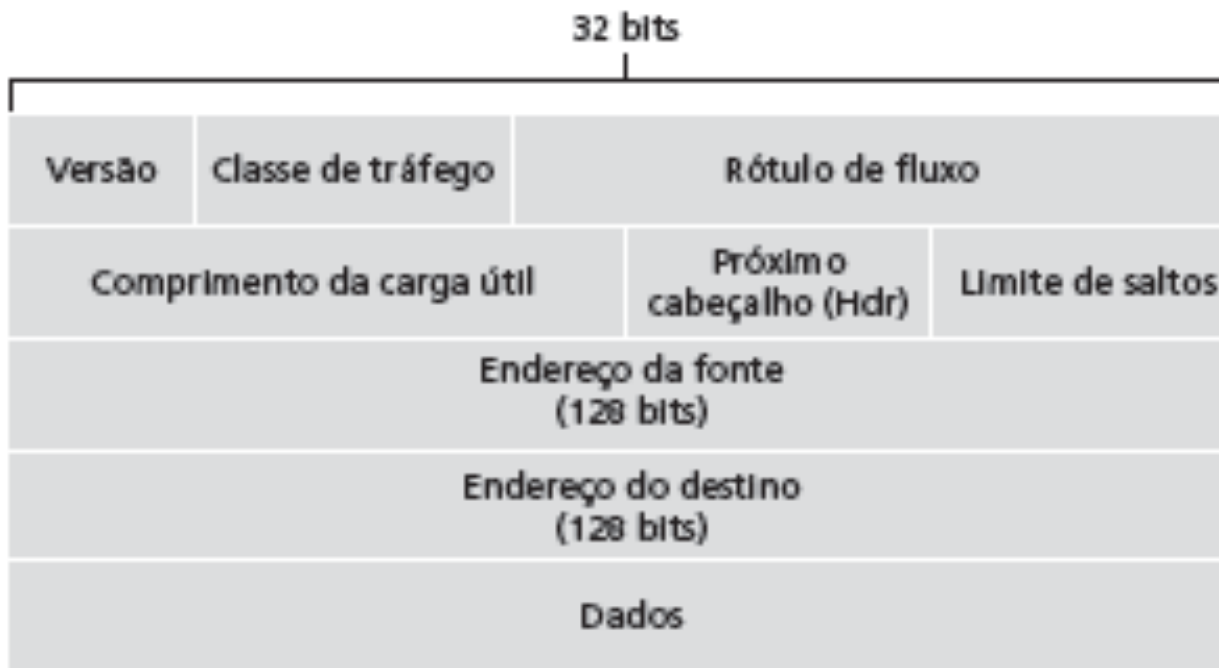 32 bits
Versão
Classe de tráfego
Rótulo de fluxo
Comprimento da carga útil
Próximo
cabeçalho (Hdr)
Limite de saltos
Endereço da fonte
(128 bits)
Endereço do destino
(128 bits)
Dados